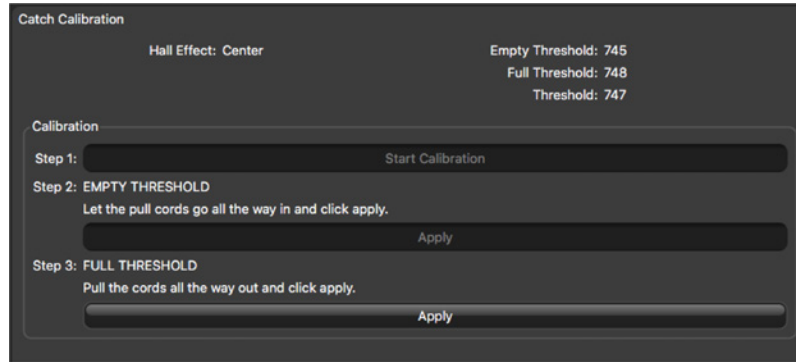 Catch Calibration
Hall Effect: Center
Empty Threshold: 745
Full Threshold: 748
Threshold: 747
Calibration
Step 1: Start Calibration
Step 2: EMPTY THRESHOLD
Let the pull cords go all the way in and click apply.
Apply
Step 3: FULL THRESHOLD
Pull the cords all the way out and click apply.
Apply